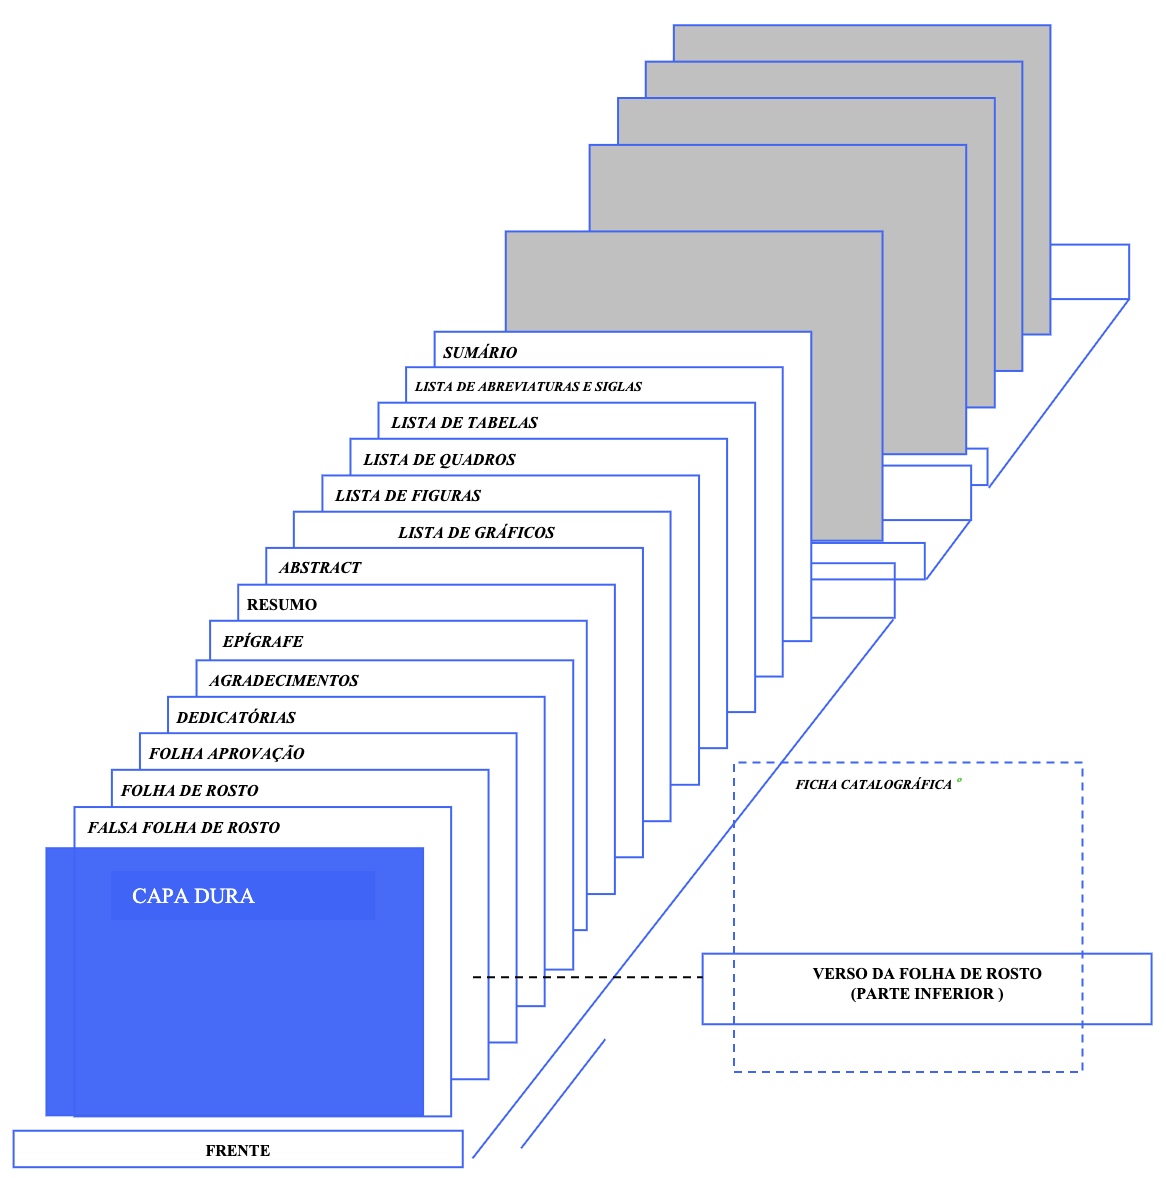 SUMÁRIO
LISTA DE ABREVIATURAS E SIGLAS
LISTA DE TABELAS
LISTA DE QUADROS
LISTA DE FIGURAS
LISTA DE GRÁFICOS
ABSTRACT
RESUMO
EPÍGRAFE
AGRADECIMENTOS
DEDICATÓRIAS
FOLHA APROVAÇÃO
FOLHA DE ROSTO
FALSA FOLHA DE ROSTO
CAPA DURA
FICHA CATALOGRÁFICA º
VERSO DA FOLHA DE ROSTO
(PARTE INFERIOR )
FRENTE